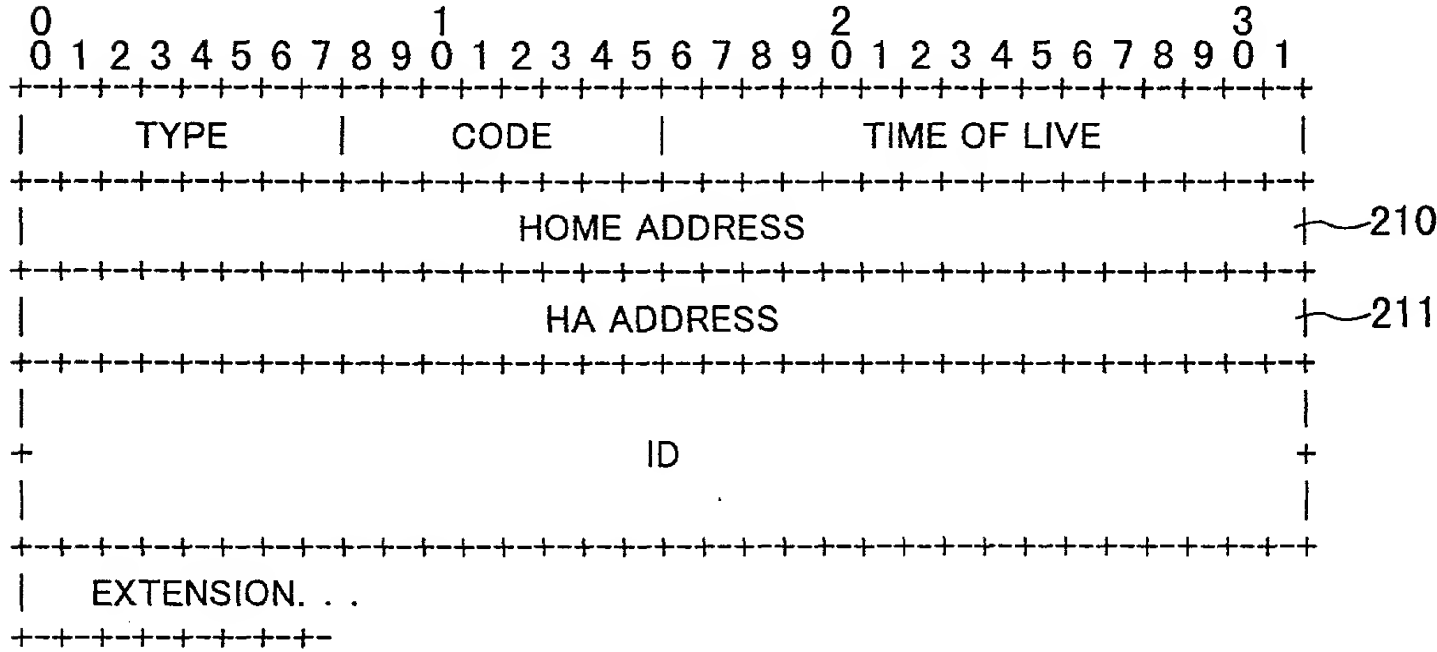 0 1 2 3
0 1 2 3 4 5 6 7 8 9 0 1 2 3 4 5 6 7 8 9 0 1 2 3 4 5 6 7 8 9 0 1
+-+-+-+-+-+-+-+-+-+-+-+-+-+-+-+-+-+-+-+-+-+-+-+-+-+-+-+-+-+-+-+-+
| TYPE | CODE | TIME OF LIVE |
+-+-+-+-+-+-+-+-+-+-+-+-+-+-+-+-+-+-+-+-+-+-+-+-+-+-+-+-+-+-+-+-+
| HOME ADDRESS | 210
+-+-+-+-+-+-+-+-+-+-+-+-+-+-+-+-+-+-+-+-+-+-+-+-+-+-+-+-+-+-+-+-+
| HA ADDRESS | 211
+-+-+-+-+-+-+-+-+-+-+-+-+-+-+-+-+-+-+-+-+-+-+-+-+-+-+-+-+-+-+-+-+
| |
+ ID +
| |
+-+-+-+-+-+-+-+-+-+-+-+-+-+-+-+-+-+-+-+-+-+-+-+-+-+-+-+-+-+-+-+-+
| EXTENSION. . .
+-+-+-+-+-+-+-+-